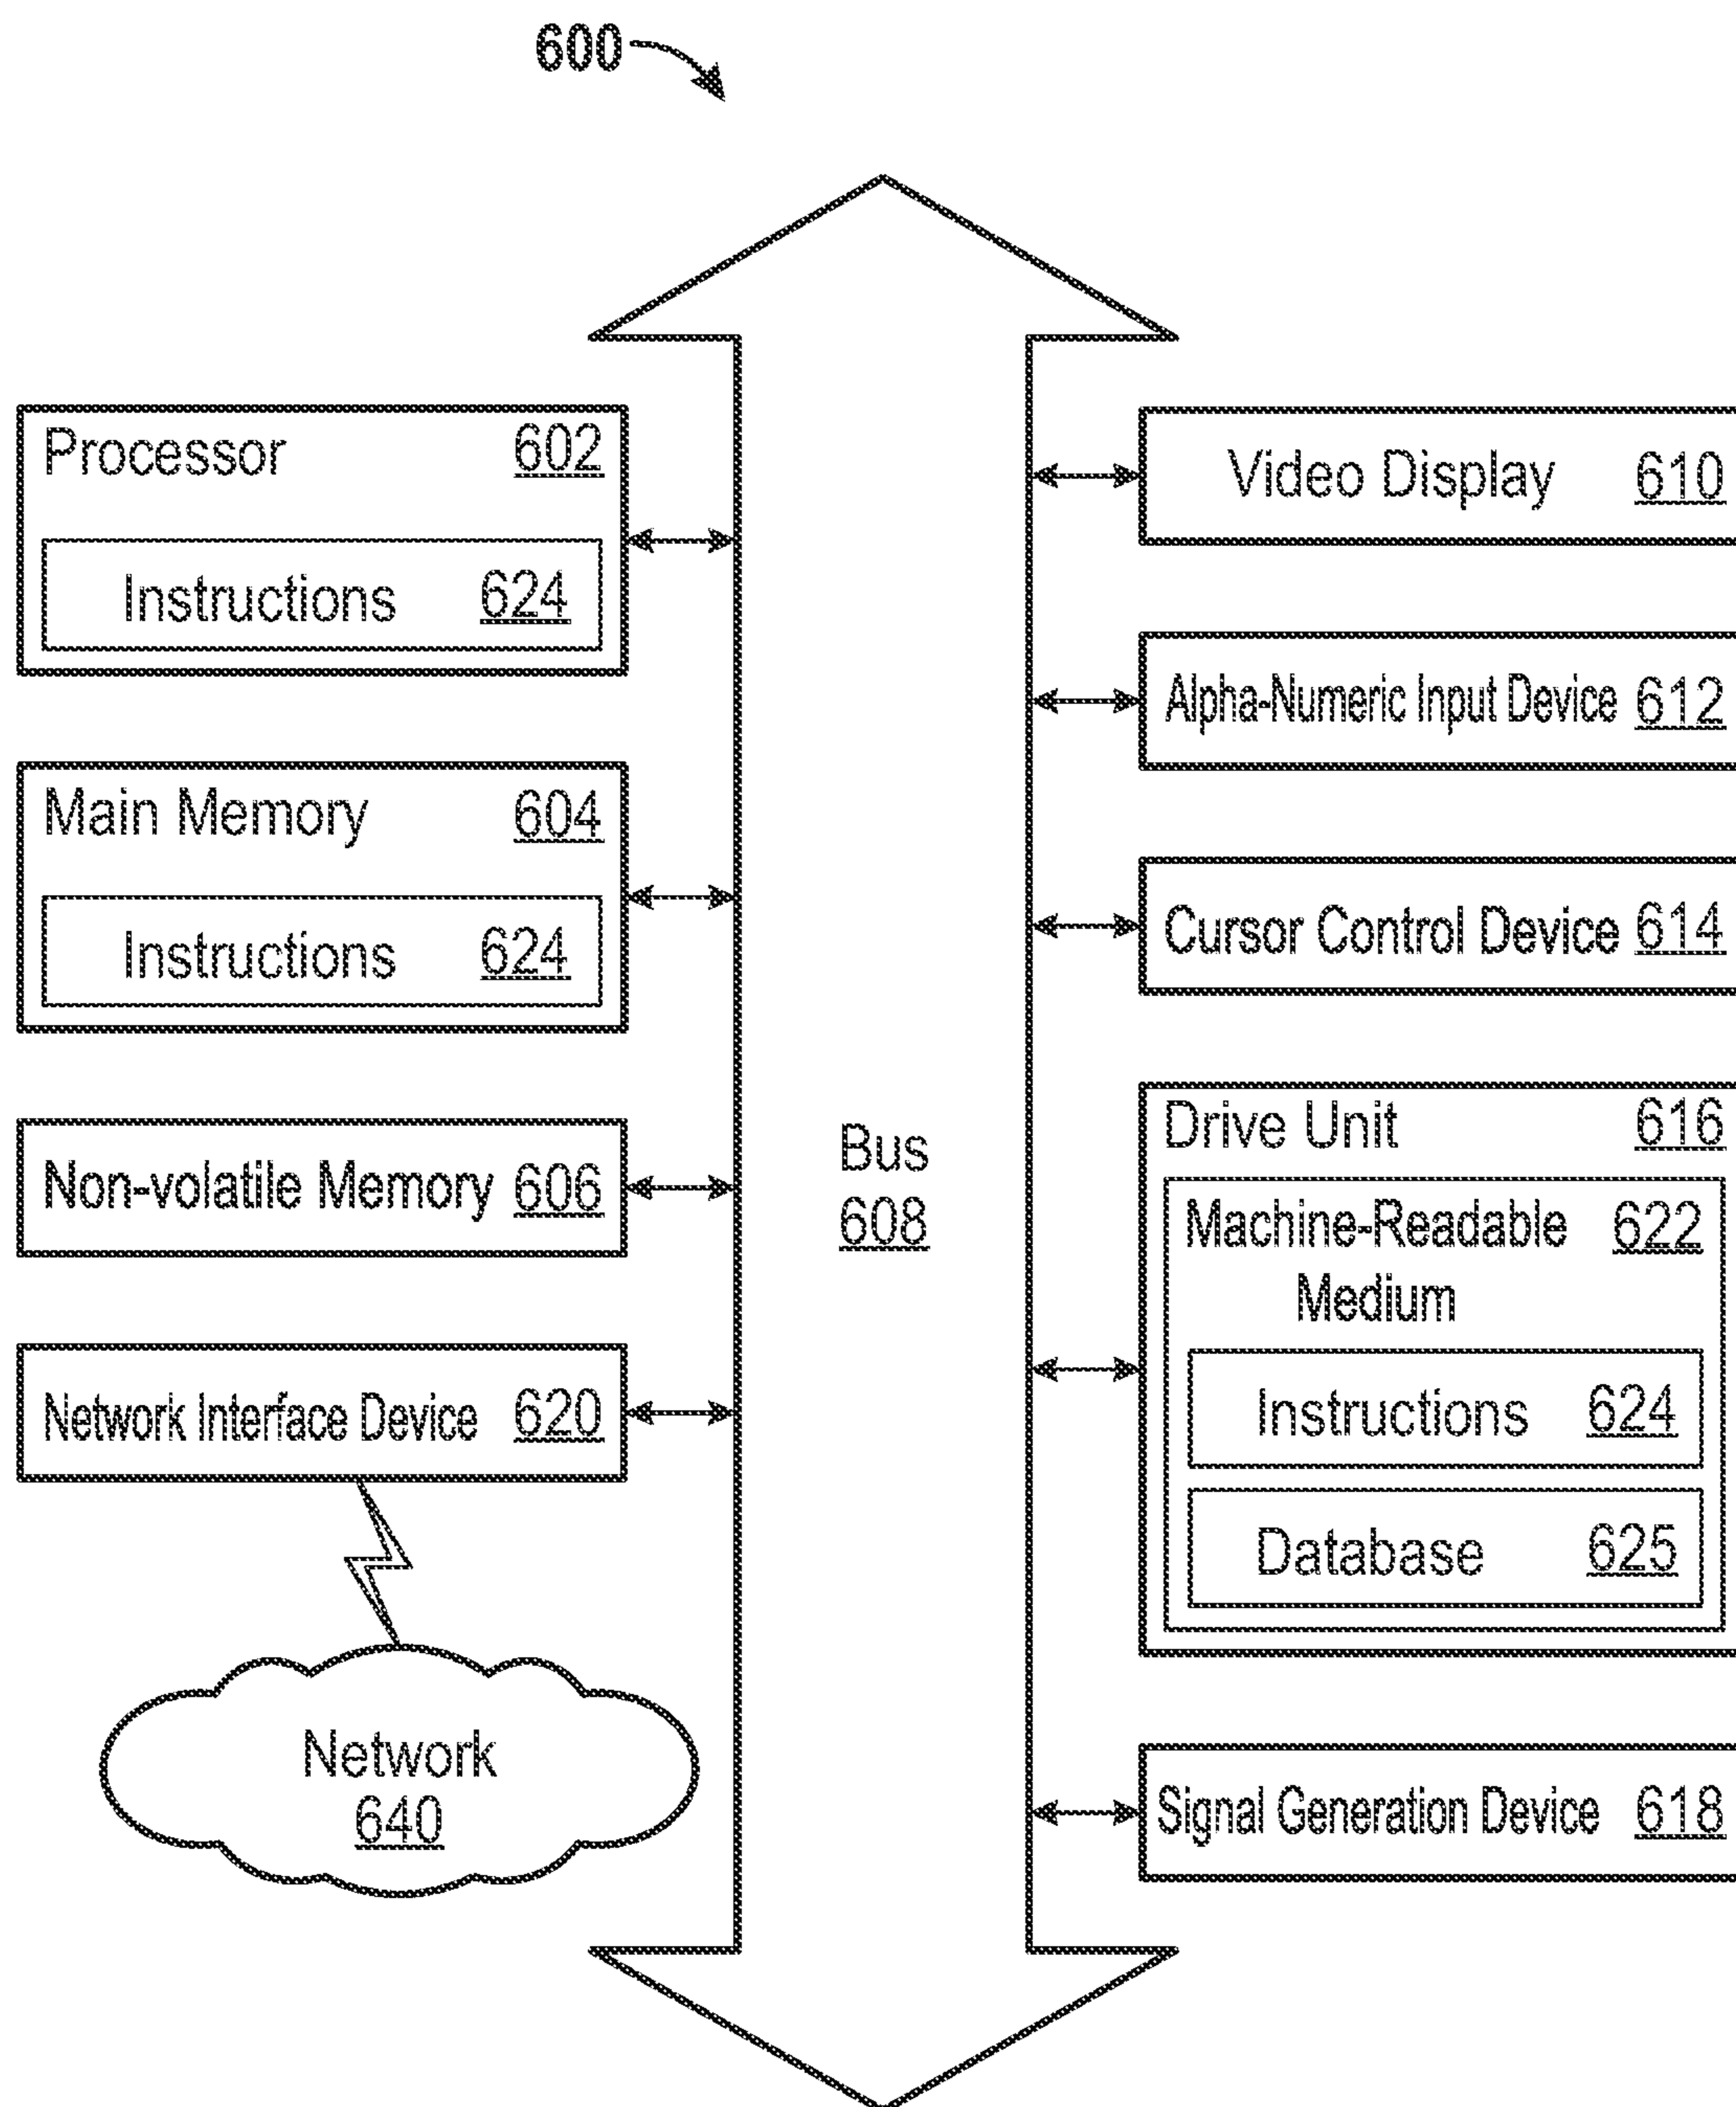 600
Processor 602
Instructions 624
Main Memory 604
Instructions 624
Non-volatile Memory 606
Network Interface Device 620
Network
640
Bus
608
Video Display 610
Alpha-Numeric Input Device 612
Cursor Control Device 614
Drive Unit 616
Machine-Readable 622
Medium
Instructions 624
Database 625
Signal Generation Device 618